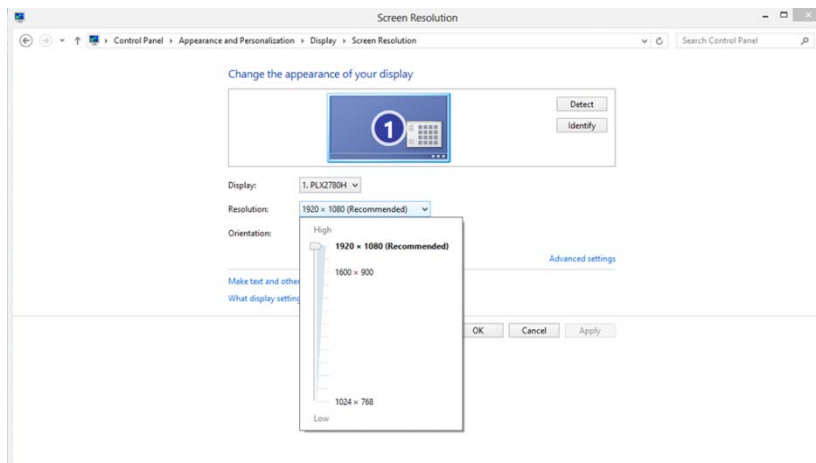 Screen Resolution
Control Panel ▸ Appearance and Personalization ▸ Display ▸ Screen Resolution
Search Control Panel
Change the appearance of your display
1
Detect
Identify
Display: 1. PLX2780H
Resolution: 1920 × 1080 (Recommended)
Orientation:
High
1920 × 1080 (Recommended)
1600 × 900
Advanced settings
Make text and other
What display setting
OK Cancel Apply
1024 × 768
Low